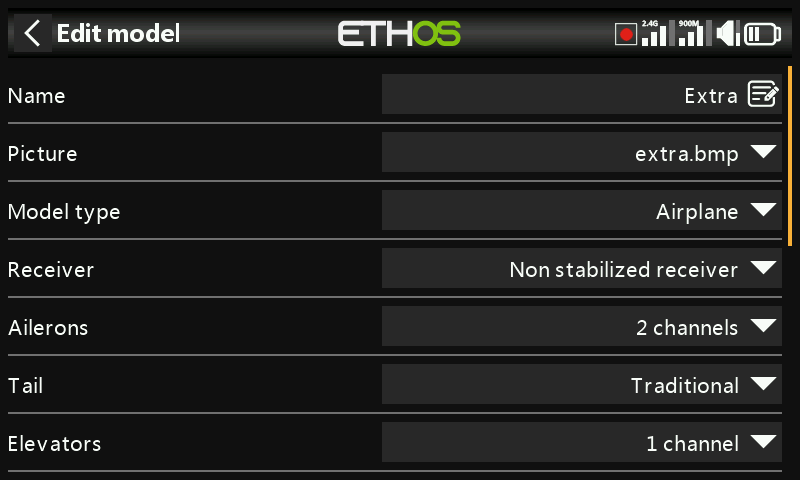 Edit model
ETHOS
2.4G
900M
Name Extra
Picture extra.bmp
Model type Airplane
Receiver Non stabilized receiver
Ailerons 2 channels
Tail Traditional
Elevators 1 channel